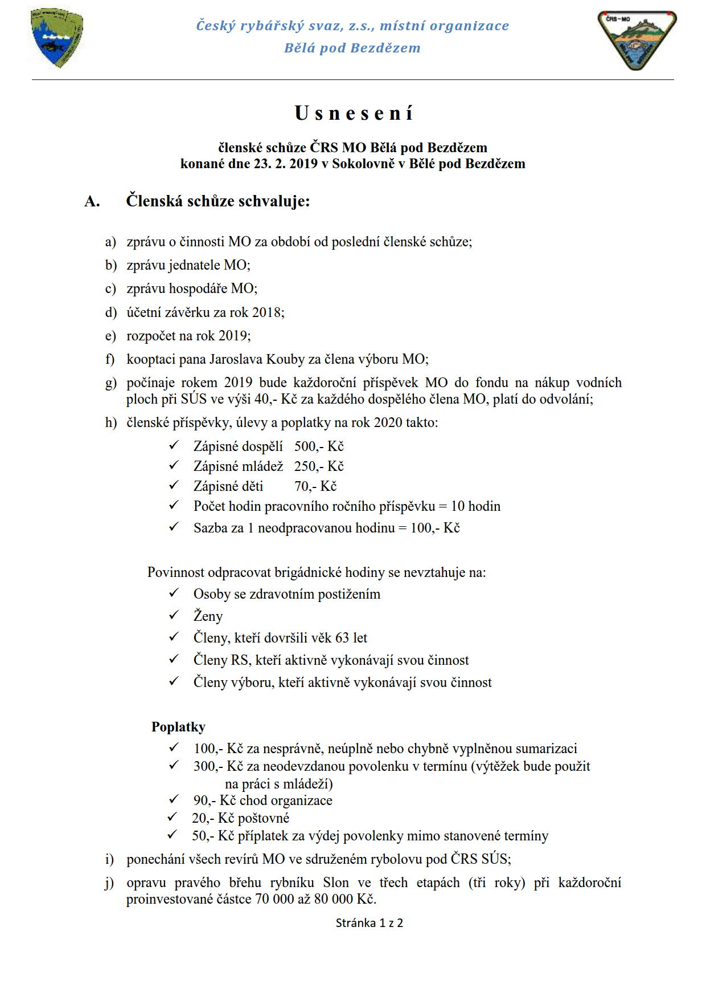 Český rybářský svaz, z.s., místní organizace
Bělá pod Bezdězem
ČRS - MO
U s n e s e n í
členské schůze ČRS MO Bělá pod Bezdězem
konané dne 23. 2. 2019 v Sokolovně v Bělé pod Bezdězem
A. Členská schůze schvaluje:
a) zprávu o činnosti MO za období od poslední členské schůze;
b) zprávu jednatele MO;
c) zprávu hospodáře MO;
d) účetní závěrku za rok 2018;
e) rozpočet na rok 2019;
f) kooptaci pana Jaroslava Kouby za člena výboru MO;
g) počínaje rokem 2019 bude každoroční příspěvek MO do fondu na nákup vodních
ploch při SÚS ve výši 40,- Kč za každého dospělého člena MO, platí do odvolání;
h) členské příspěvky, úlevy a poplatky na rok 2020 takto:
✓ Zápisné dospělí 500,- Kč
✓ Zápisné mládež 250,- Kč
✓ Zápisné děti 70,- Kč
✓ Počet hodin pracovního ročního příspěvku = 10 hodin
✓ Sazba za 1 neodpracovanou hodinu = 100,- Kč
Povinnost odpracovat brigádnické hodiny se nevztahuje na:
✓ Osoby se zdravotním postižením
✓ Ženy
✓ Členy, kteří dovršili věk 63 let
✓ Členy RS, kteří aktivně vykonávají svou činnost
✓ Členy výboru, kteří aktivně vykonávají svou činnost
Poplatky
✓ 100,- Kč za nesprávně, neúplně nebo chybně vyplněnou sumarizaci
✓ 300,- Kč za neodevzdanou povolenku v termínu (výtěžek bude použit
na práci s mládeží)
✓ 90,- Kč chod organizace
✓ 20,- Kč poštovné
✓ 50,- Kč příplatek za výdej povolenky mimo stanovené termíny
i) ponechání všech revírů MO ve sdruženém rybolovu pod ČRS SÚS;
j) opravu pravého břehu rybníku Slon ve třech etapách (tři roky) při každoroční
proinvestované částce 70 000 až 80 000 Kč.
Stránka 1 z 2